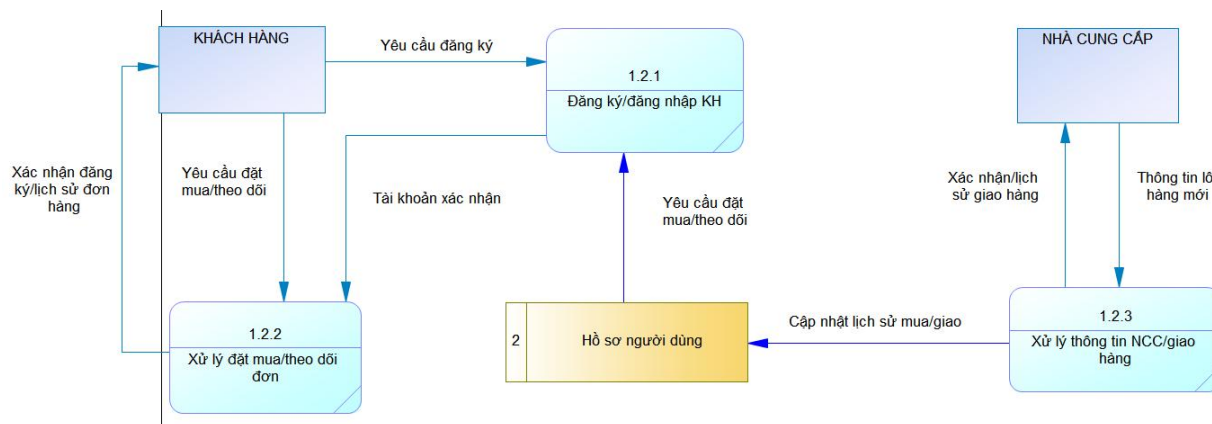 KHÁCH HÀNG
Yêu cầu đăng ký
1.2.1
Đăng ký/đăng nhập KH
NHÀ CUNG CẤP
Xác nhận đăng
ký/lịch sử đơn
hàng
Yêu cầu đặt
mua/theo dõi
Tài khoản xác nhận
Yêu cầu đặt
mua/theo dõi
Xác nhận/lịch
sử giao hàng
Thông tin lô
hàng mới
1.2.2
Xử lý đặt mua/theo dõi
đơn
2
Hồ sơ người dùng
Cập nhật lịch sử mua/giao
1.2.3
Xử lý thông tin NCC/giao
hàng